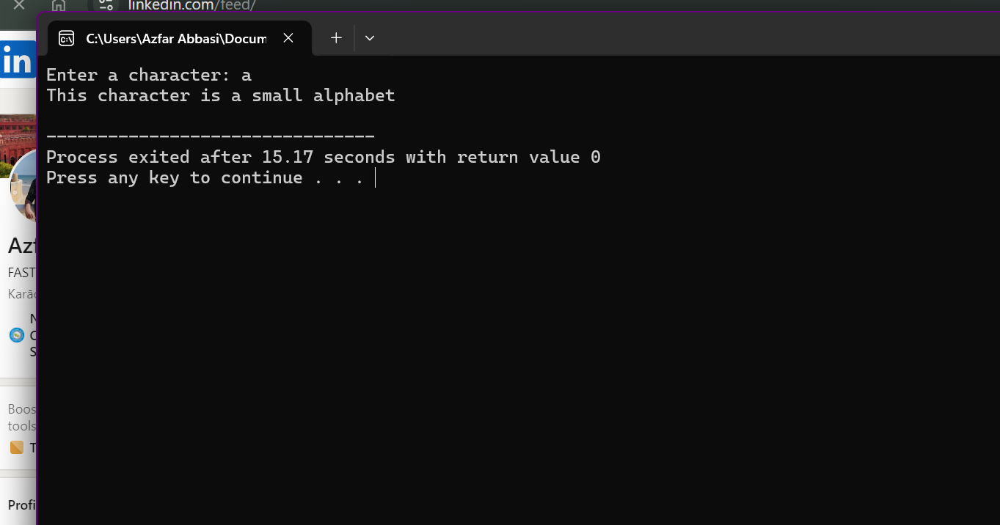 linkedin.com/feed/
in
C:\Users\Azfar Abbasi\Docum
Enter a character: a
This character is a small alphabet
--------------------------------
Process exited after 15.17 seconds with return value 0
Press any key to continue . . .
Azf
FAST
Karāc
N
C
S
Boos
tools
T
Profi